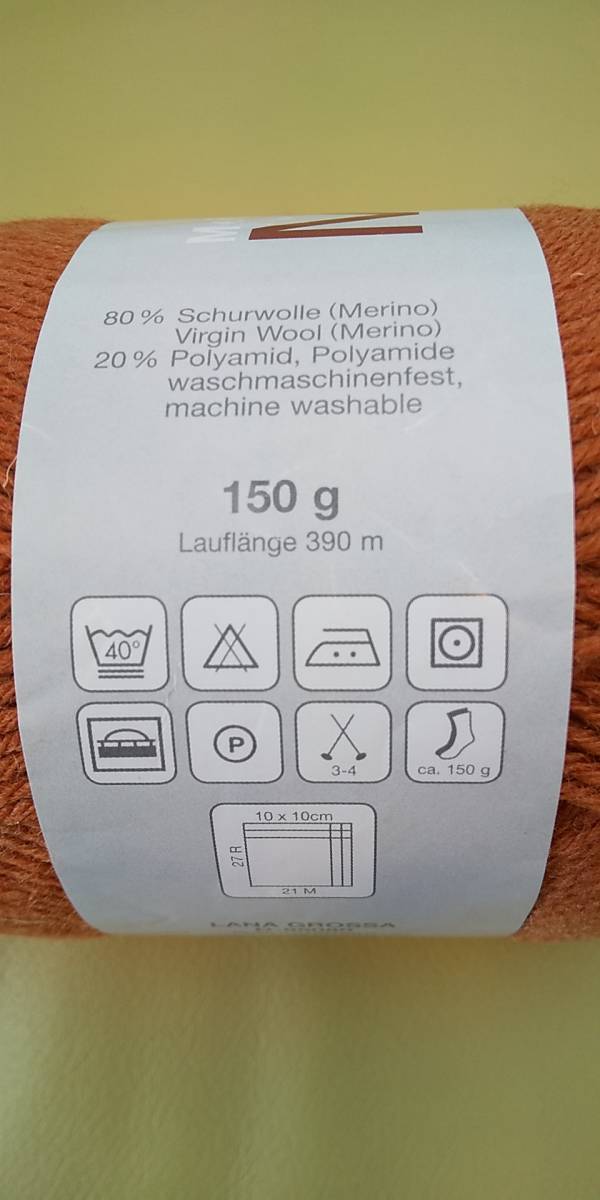 80 % Schurwolle (Merino)
Virgin Wool (Merino)
20 % Polyamid, Polyamide
waschmaschinenfest,
machine washable
150 g
Lauflänge 390 m
40°
P
3-4
ca. 150 g
10 x 10cm
27 R
21 M
LANA GROSSA